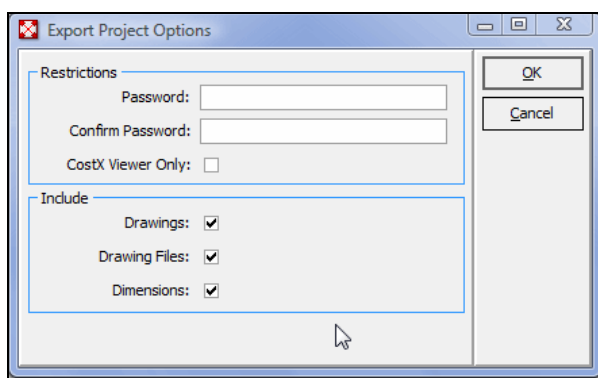 Export Project Options
Restrictions
Password:
Confirm Password:
CostX Viewer Only:
Include
Drawings:
Drawing Files:
Dimensions:
OK
Cancel